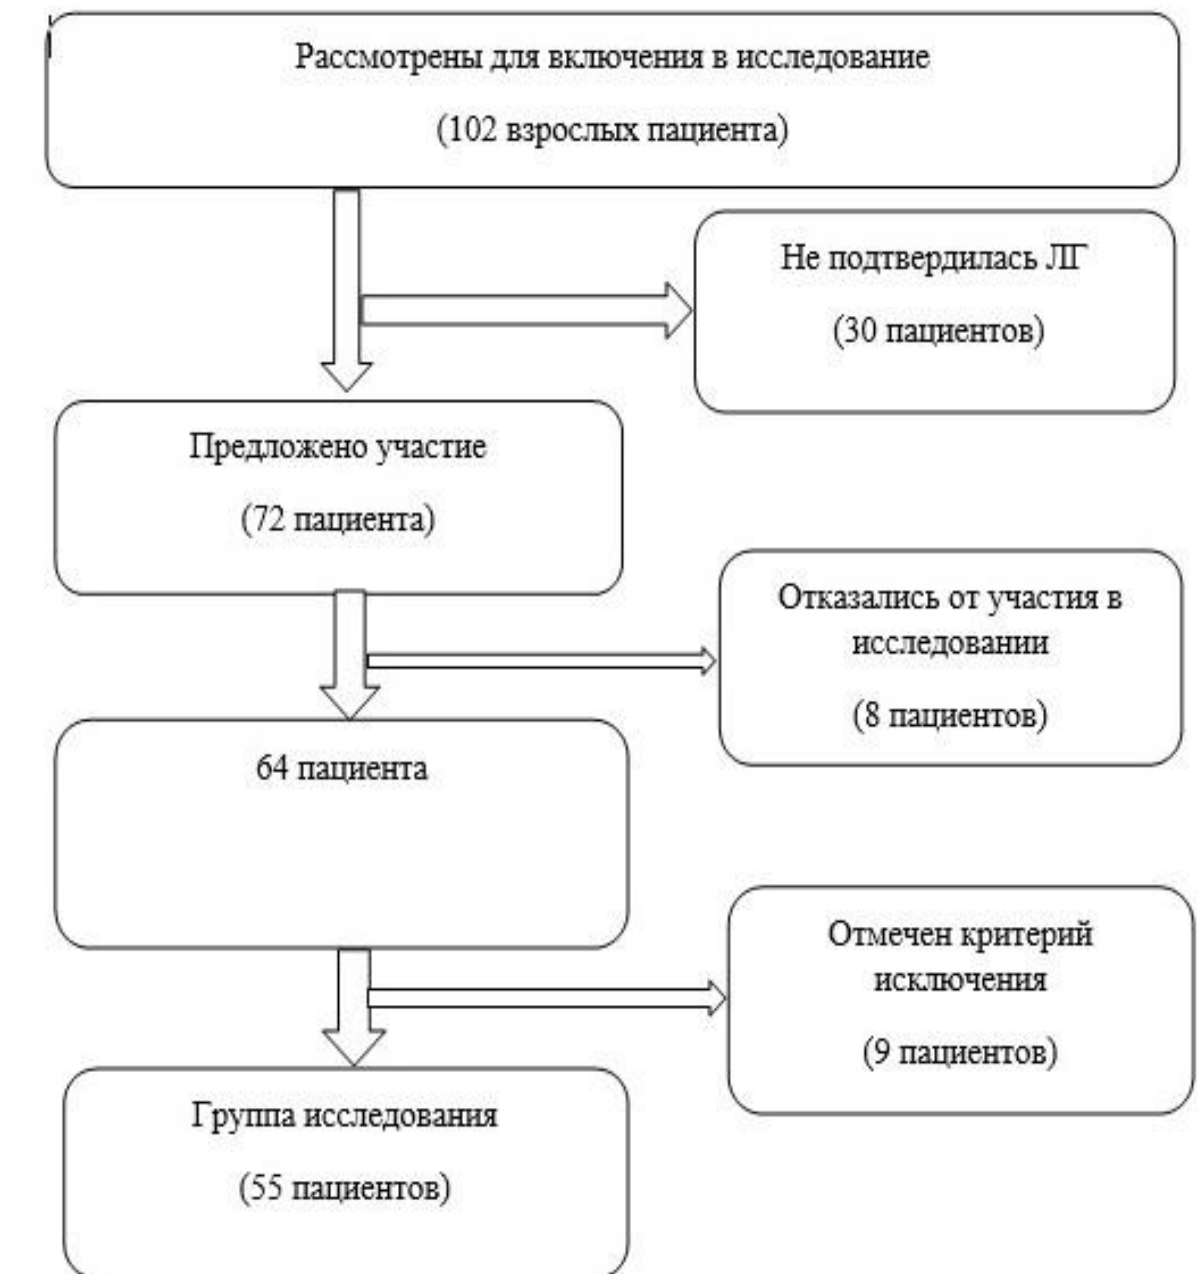 Рассмотрены для включения в исследование
(102 взрослых пациента)
Не подтвердилась ЛГ
(30 пациентов)
Предложено участие
(72 пациента)
Отказались от участия в
исследовании
(8 пациентов)
64 пациента
Отмечен критерий
исключения
(9 пациентов)
Группа исследования
(55 пациентов)